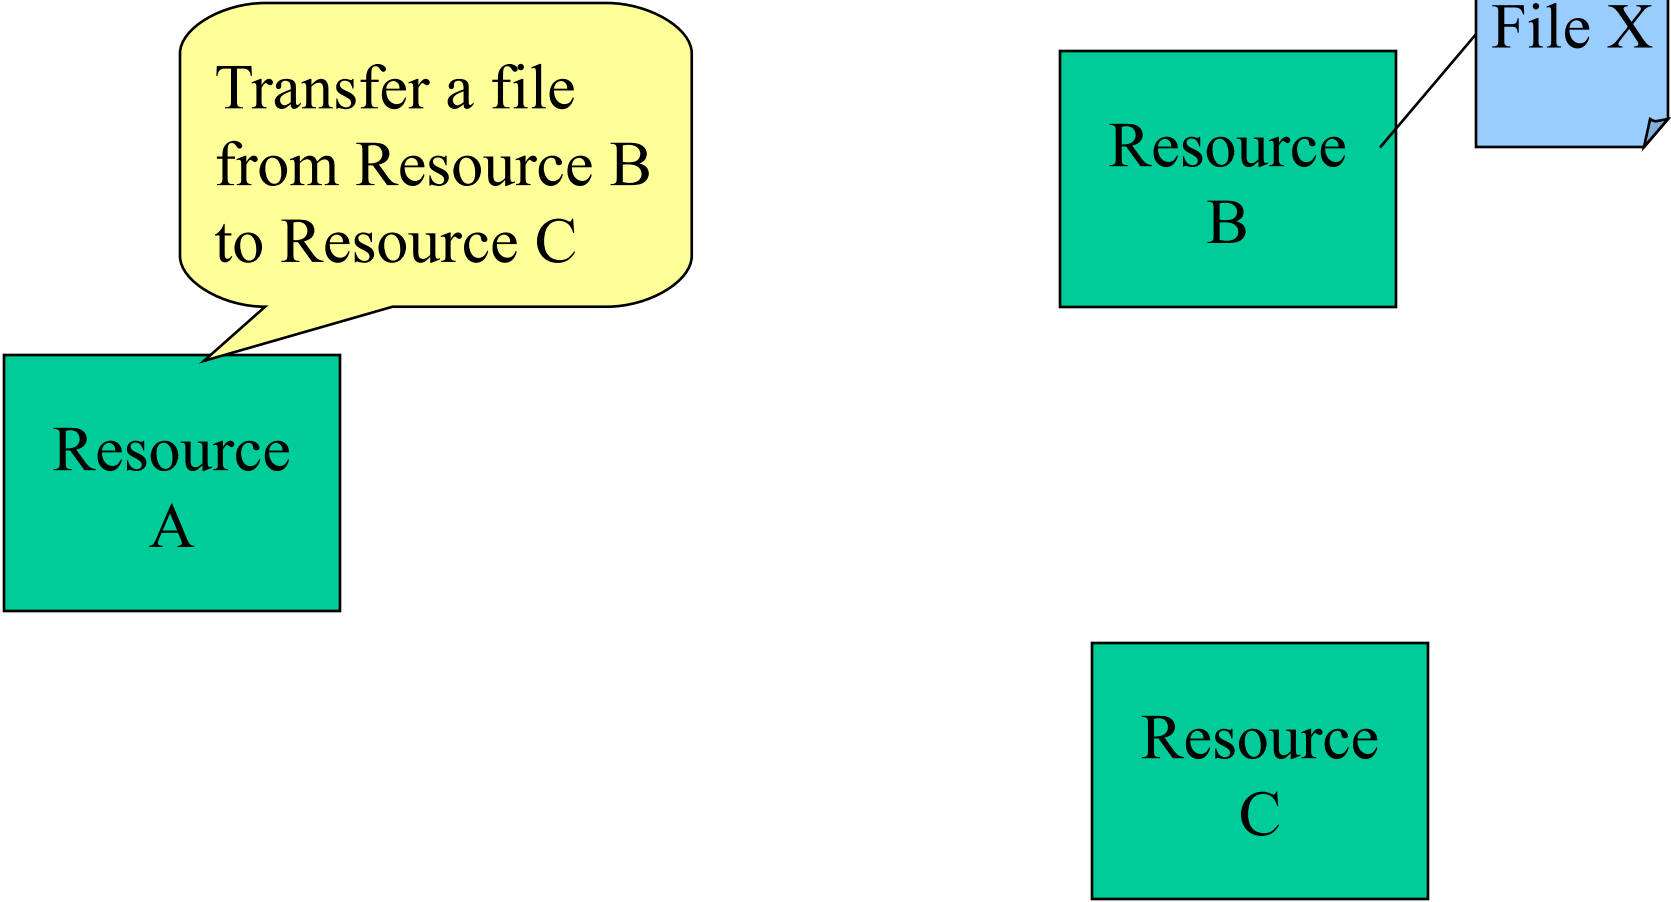 Transfer a file
from Resource B
to Resource C
File X
Resource
B
Resource
A
Resource
C